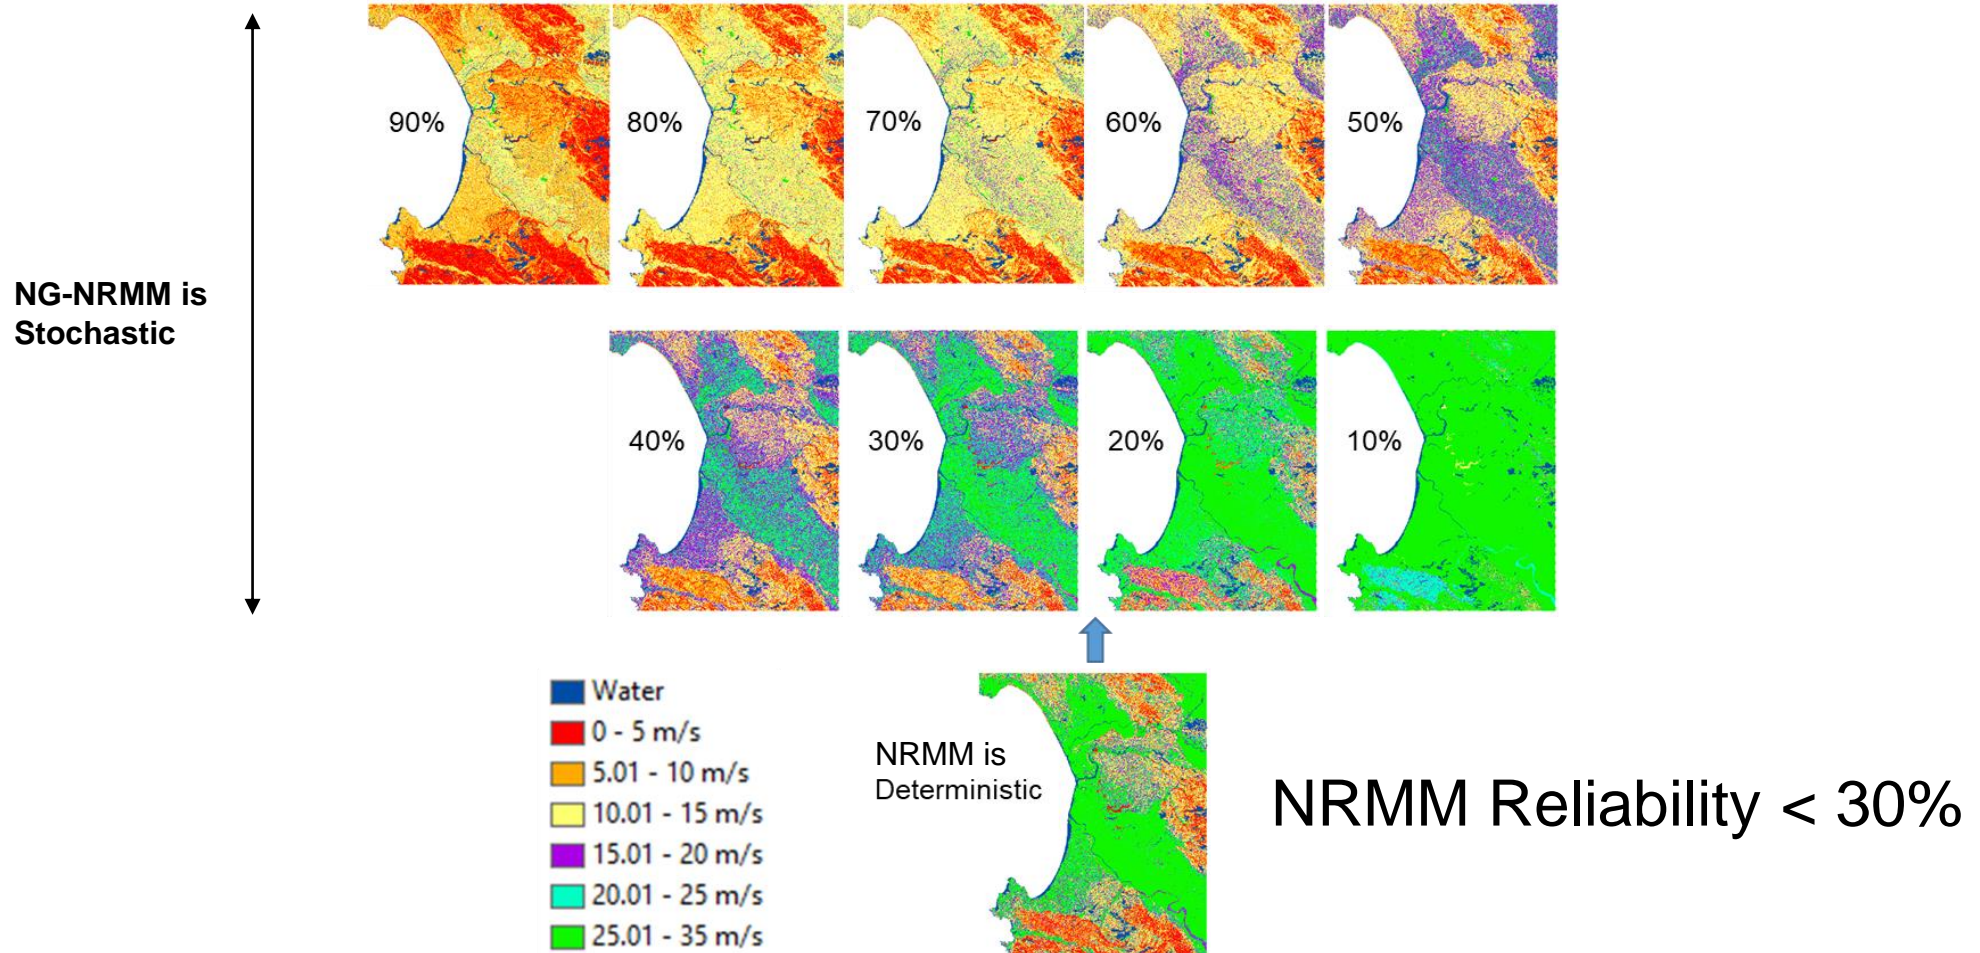 90%
80%
70%
60%
50%
NG-NRMM is
Stochastic
40%
30%
20%
10%
Water
0 - 5 m/s
5.01 - 10 m/s
10.01 - 15 m/s
15.01 - 20 m/s
20.01 - 25 m/s
25.01 - 35 m/s
NRMM is
Deterministic
NRMM Reliability < 30%